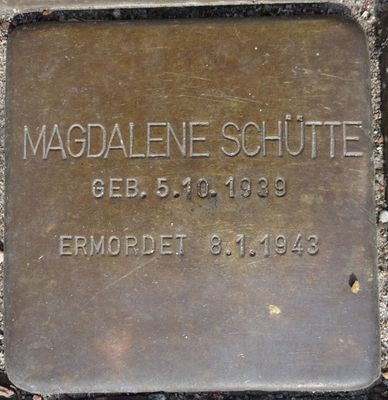 MAGDALENE SCHÜTTE
GEB. 5.10.1939
ERMORDET 8.1.1943